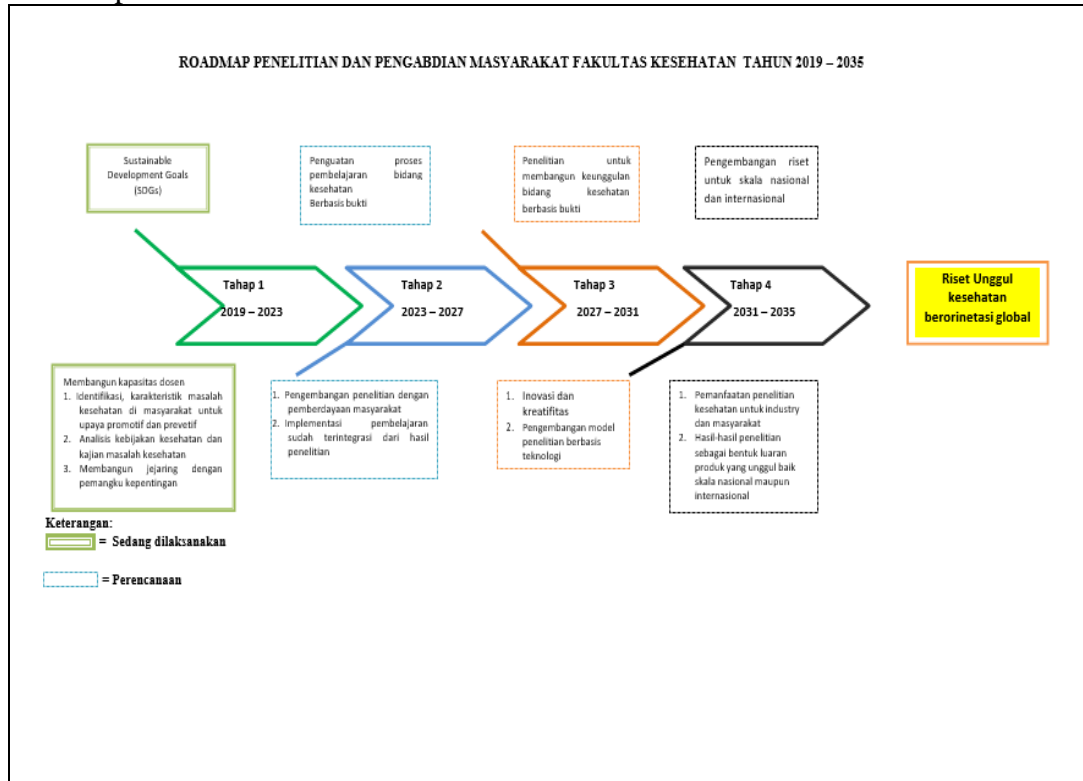 ROADMAP PENELITIAN DAN PENGABDIAN MASYARAKAT FAKULTAS KESEHATAN TAHUN 2019 – 2035
Sustainable
Development Goals
(SDGs)
Penguatan proses
pembelajaran bidang
kesehatan
Berbasis bukti
Penelitian untuk
membangun keunggulan
bidang kesehatan
berbasis bukti
Pengembangan riset
untuk skala nasional
dan internasional
Tahap 1
2019 – 2023
Tahap 2
2023 – 2027
Tahap 3
2027 – 2031
Tahap 4
2031 – 2035
Riset Unggul
kesehatan
berorinetasi global
Membangun kapasitas dosen
1. Identifikasi, karakteristik masalah
kesehatan di masyarakat untuk
upaya promotif dan prevetif
2. Analisis kebijakan kesehatan dan
kajian masalah kesehatan
3. Membangun jejaring dengan
pemangku kepentingan
1. Pengembangan penelitian dengan
pemberdayaan masyarakat
2. Implementasi pembelajaran
sudah terintegrasi dari hasil
penelitian
1. Inovasi dan
kreatifitas
2. Pengembangan model
penelitian berbasis
teknologi
1. Pemanfaatan penelitian
kesehatan untuk industry
dan masyarakat
2. Hasil-hasil penelitian
sebagai bentuk luaran
produk yang unggul baik
skala nasional maupun
internasional
Keterangan:
= Sedang dilaksanakan
= Perencanaan